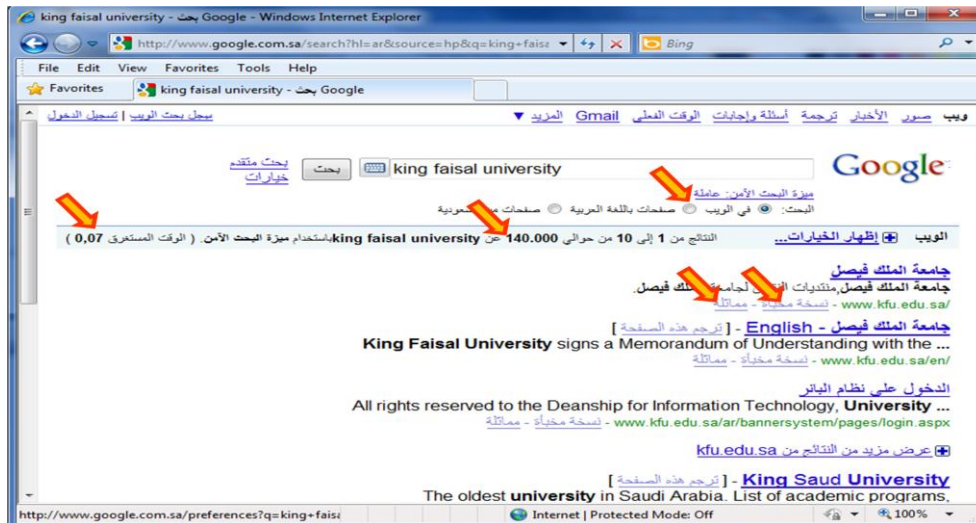 king faisal university - بحث Google - Windows Internet Explorer
http://www.google.com.sa/search?hl=ar&source=hp&q=king+faisa
Bing
File Edit View Favorites Tools Help
Favorites
king faisal university - بحث Google
ويب صور الأخبار ترجمة أسئلة وإجابات الوقت الفعلي Gmail المزيد ▼
سجل بحث الويب | تسجيل الدخول
Google
king faisal university
بحث
بحث متقدم
خيارات
ميزة البحث الآمن: عاملة
البحث: في الويب صفحات باللغة العربية صفحات من السعودية
الويب إظهار الخيارات...
النتائج من 1 إلى 10 من حوالي 140.000 عن king faisal university باستخدام ميزة البحث الآمن. ( الوقت المستغرق 0,07 )
جامعة الملك فيصل
جامعة الملك فيصل,منتديات لجامعة الملك فيصل.
www.kfu.edu.sa/ - نسخة مخبأة - مماثلة
جامعة الملك فيصل - English - [ ترجم هذه الصفحة ]
King Faisal University signs a Memorandum of Understanding with the ...
www.kfu.edu.sa/en/ - نسخة مخبأة - مماثلة
الدخول على نظام البانر
All rights reserved to the Deanship for Information Technology, University ...
www.kfu.edu.sa/ar/bannersystem/pages/login.aspx - نسخة مخبأة - مماثلة
عرض مزيد من النتائج من kfu.edu.sa
King Saud University - [ ترجم هذه الصفحة ]
The oldest university in Saudi Arabia. List of academic programs,
http://www.google.com.sa/preferences?q=king+faisa
Internet | Protected Mode: Off
100%